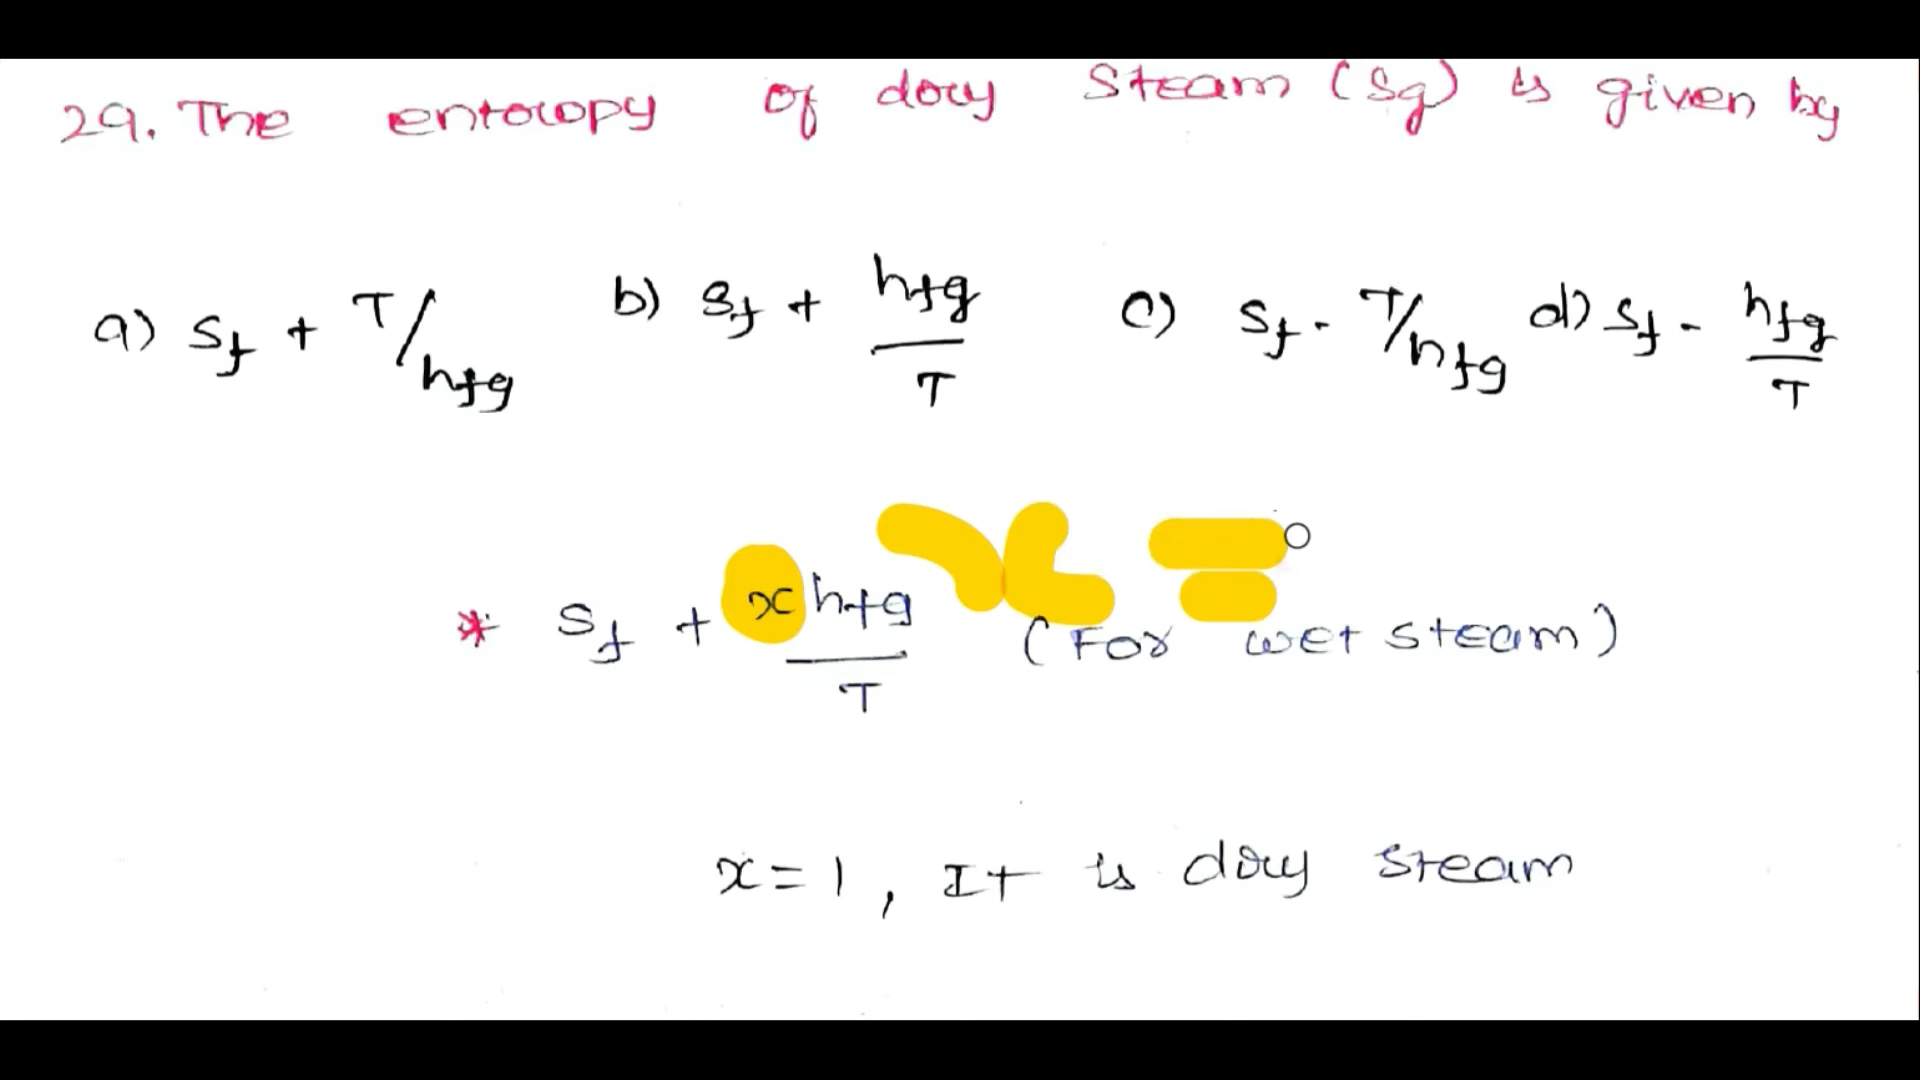 29. The entropy of dry steam (Sg) is given by
a) Sf + T/hfg b) Sf + hfg/T c) Sf - T/hfg d) Sf - hfg/T
* Sf + xhfg/T (For wet steam)
x = 1, It is dry steam